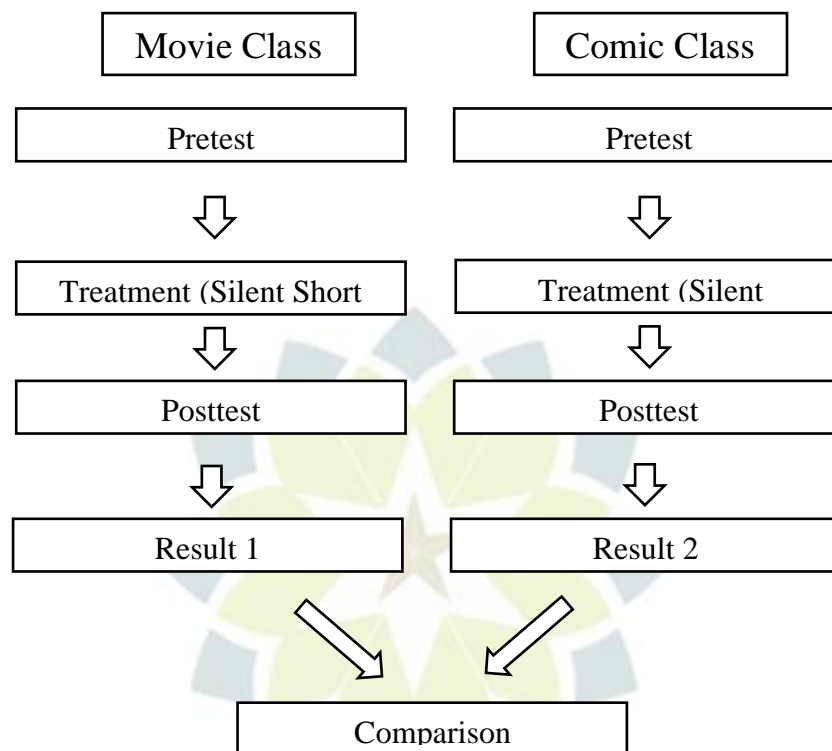 Movie Class
Comic Class
Pretest
Pretest
Treatment (Silent Short
Treatment (Silent
Posttest
Posttest
Result 1
Result 2
Comparison